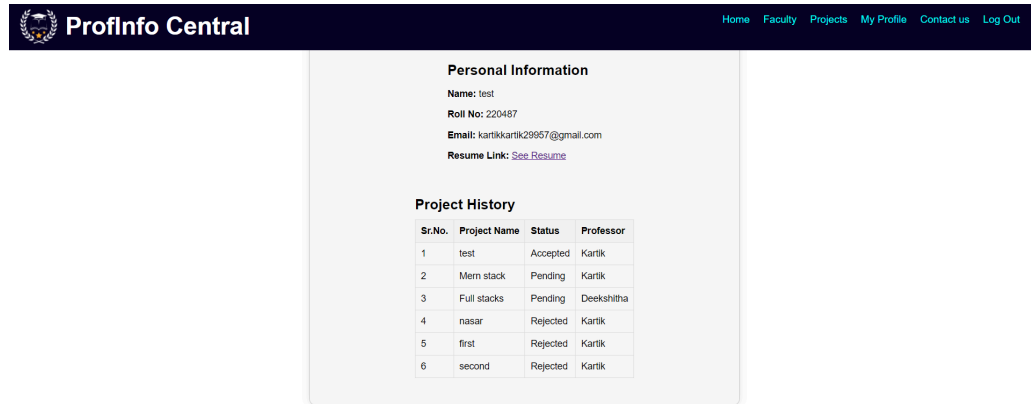 ProfInfo Central
Home Faculty Projects My Profile Contact us Log Out
Personal Information
Name: test
Roll No: 220487
Email: kartikkartik29957@gmail.com
Resume Link: See Resume
Project History
Sr.No. Project Name Status Professor
1 test Accepted Kartik
2 Mern stack Pending Kartik
3 Full stacks Pending Deekshitha
4 nasar Rejected Kartik
5 first Rejected Kartik
6 second Rejected Kartik